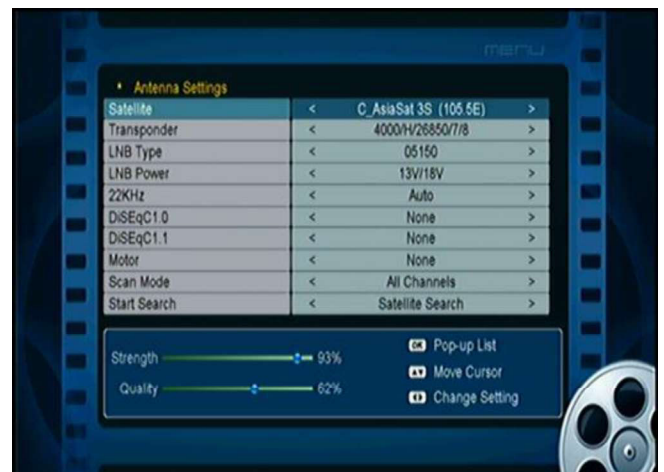 menu
Antenna Settings
Satellite < C_AsiaSat 3S (105.5E) >
Transponder < 4000/H/26850/7/8 >
LNB Type < 05150 >
LNB Power < 13V/18V >
22KHz < Auto >
DiSEqC1.0 < None >
DiSEqC1.1 < None >
Motor < None >
Scan Mode < All Channels >
Start Search < Satellite Search >
Strength 93%
Quality 62%
OK Pop-up List
Move Cursor
Change Setting